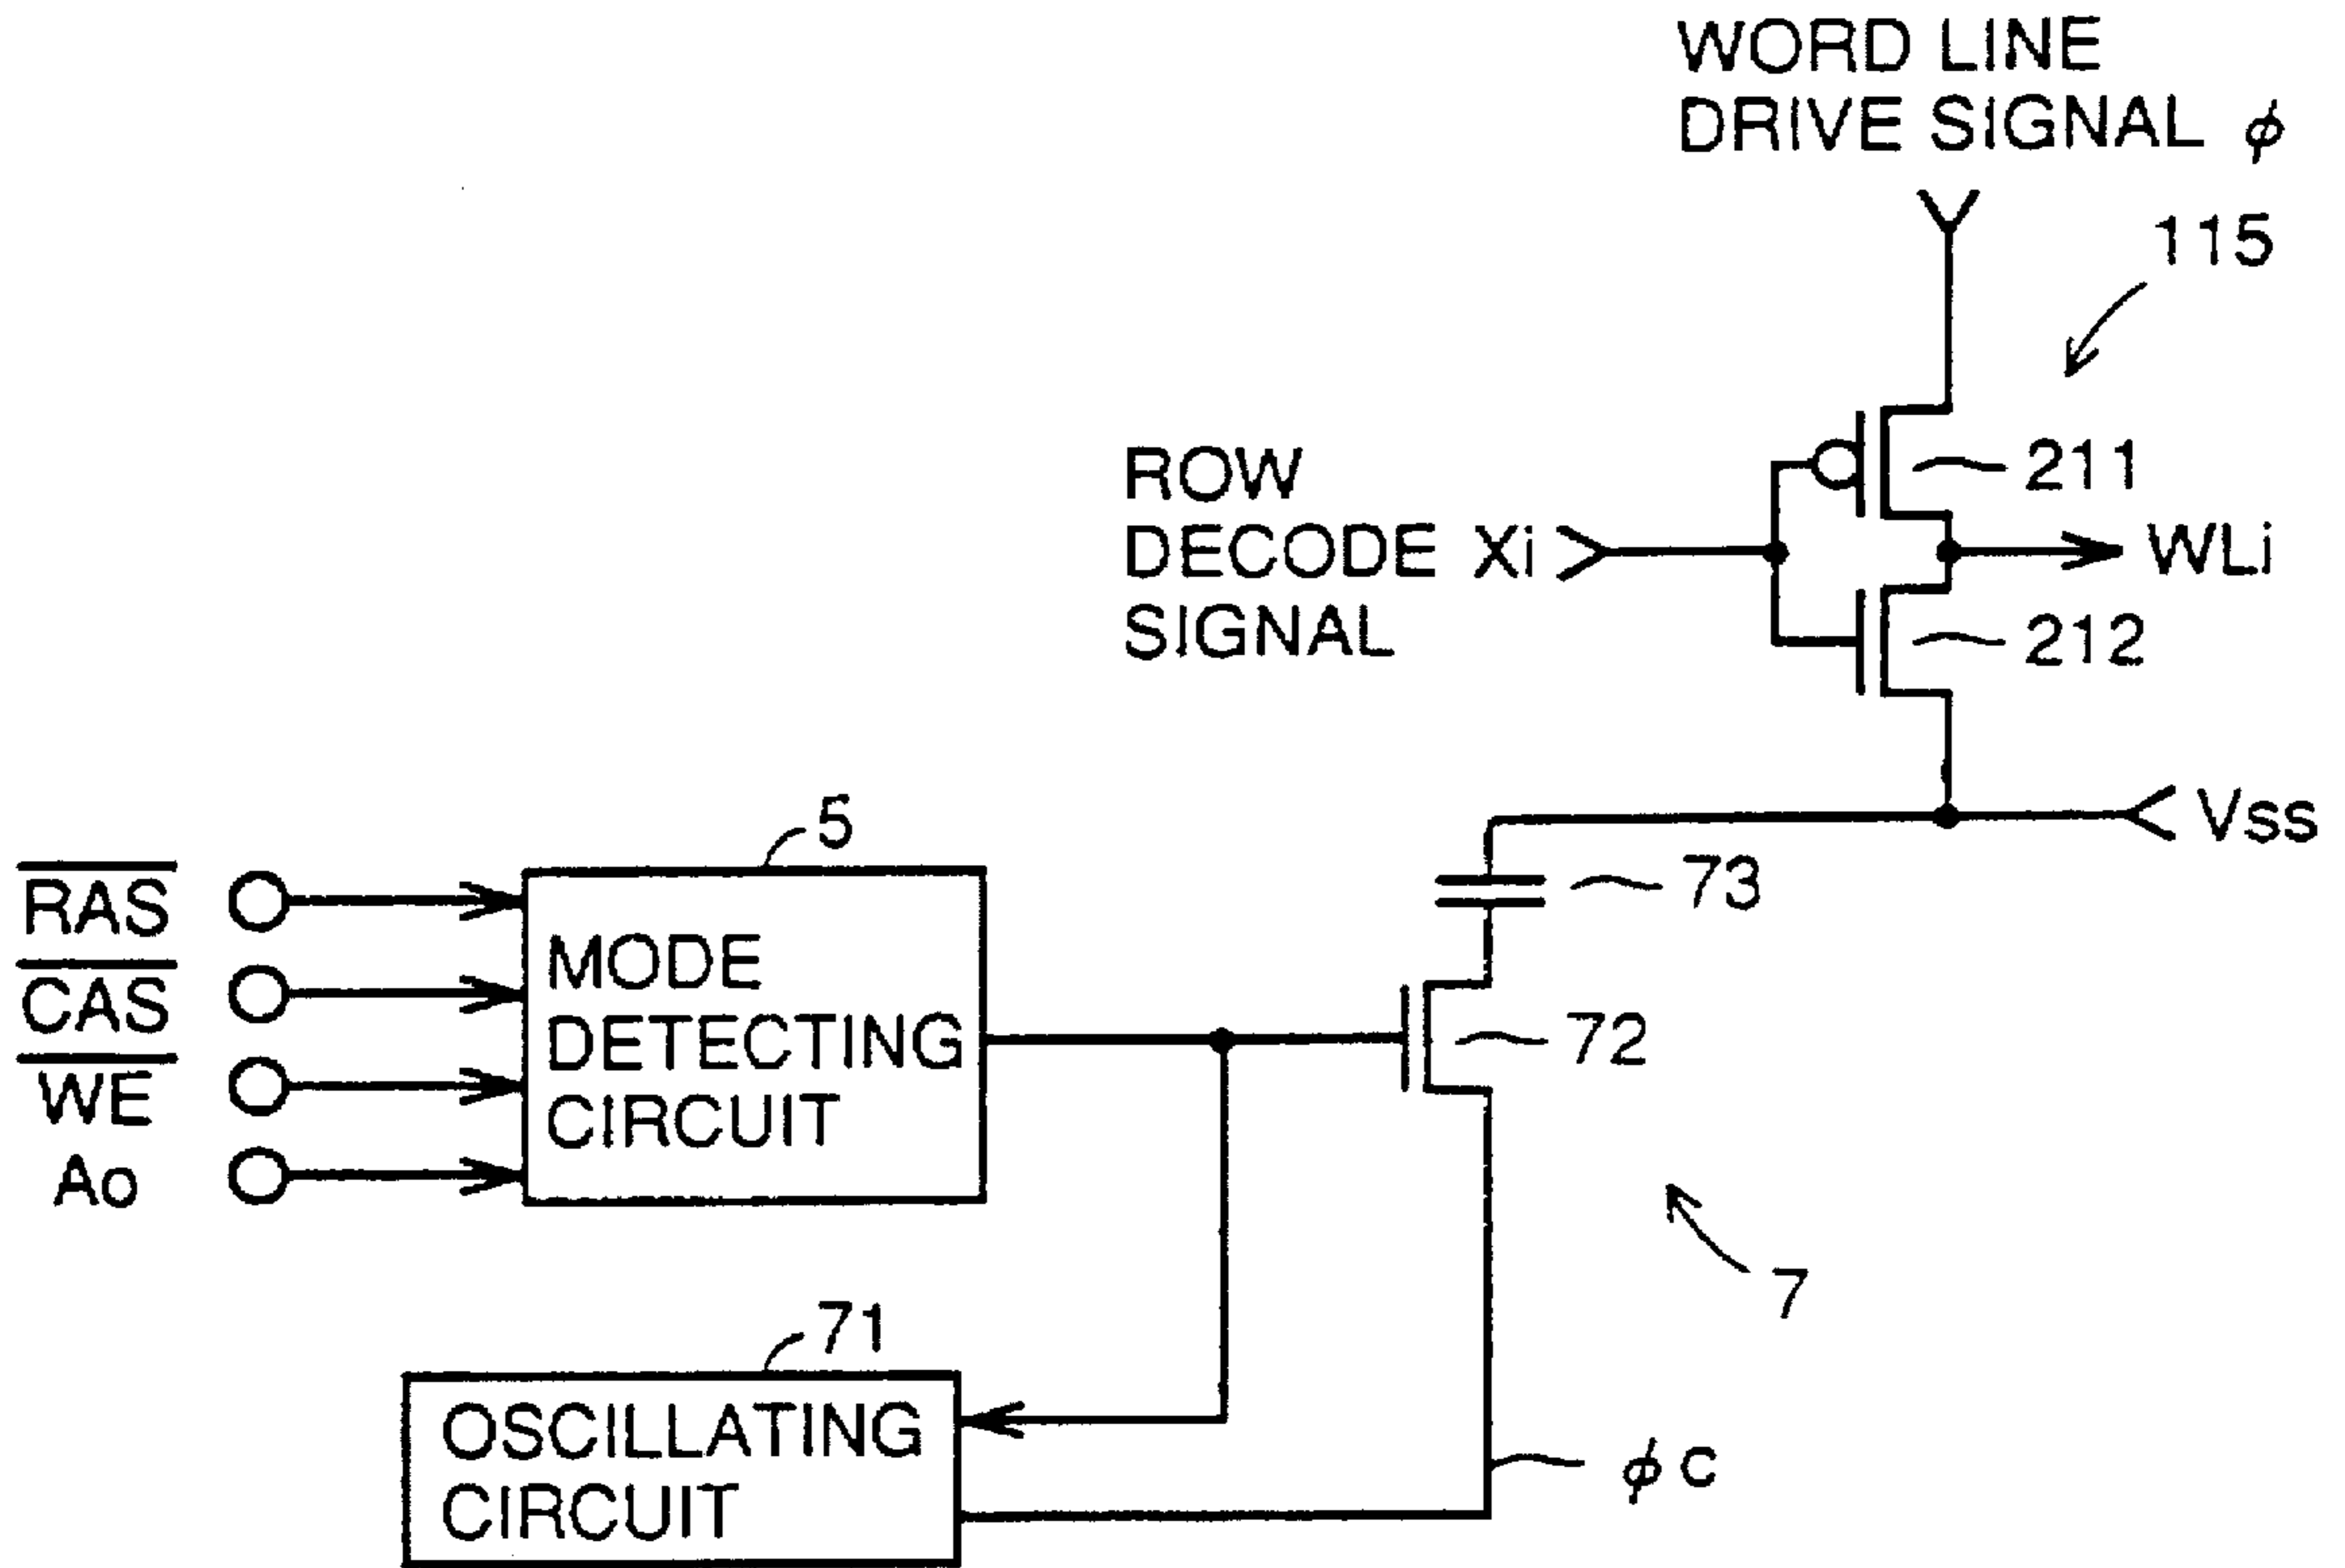 WORD LINE
DRIVE SIGNAL ϕ
115
ROW
DECODE Xi
SIGNAL
211
WLi
212
Vss
5
73
RAS
CAS
WE
Ao
MODE
DETECTING
CIRCUIT
72
7
71
OSCILLATING
CIRCUIT
ϕc